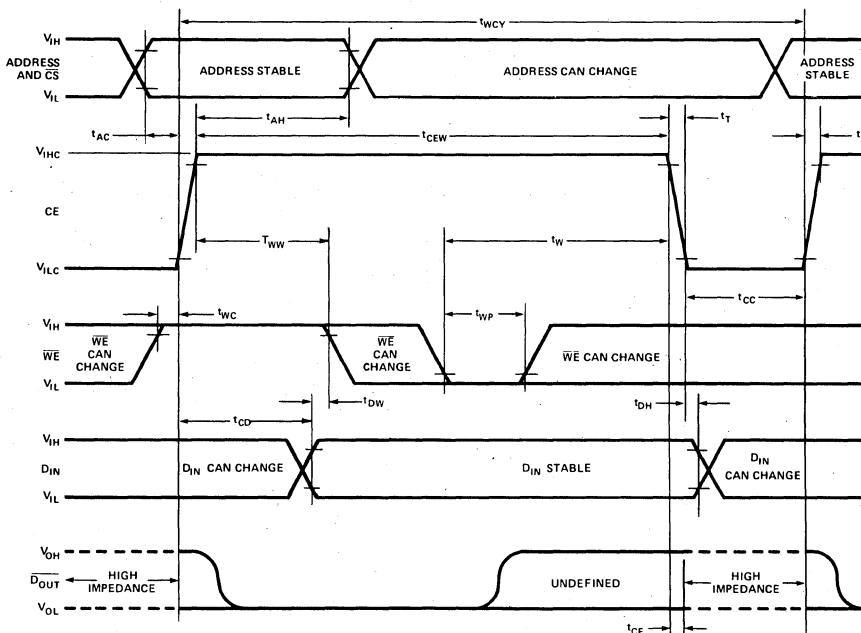 tWCY
VIH
ADDRESS
AND CS
VIL
ADDRESS STABLE
ADDRESS CAN CHANGE
ADDRESS
STABLE
tAC
tAH
tCEW
tT
t
VIHC
CE
VILC
TWW
tW
tCC
tWC
tWP
VIH
WE
VIL
WE
CAN
CHANGE
WE
CAN
CHANGE
WE CAN CHANGE
tDW
tDH
tCD
VIH
DIN
VIL
DIN CAN CHANGE
DIN STABLE
DIN
CAN CHANGE
VOH
DOUT
VOL
HIGH
IMPEDANCE
UNDEFINED
HIGH
IMPEDANCE
tCF